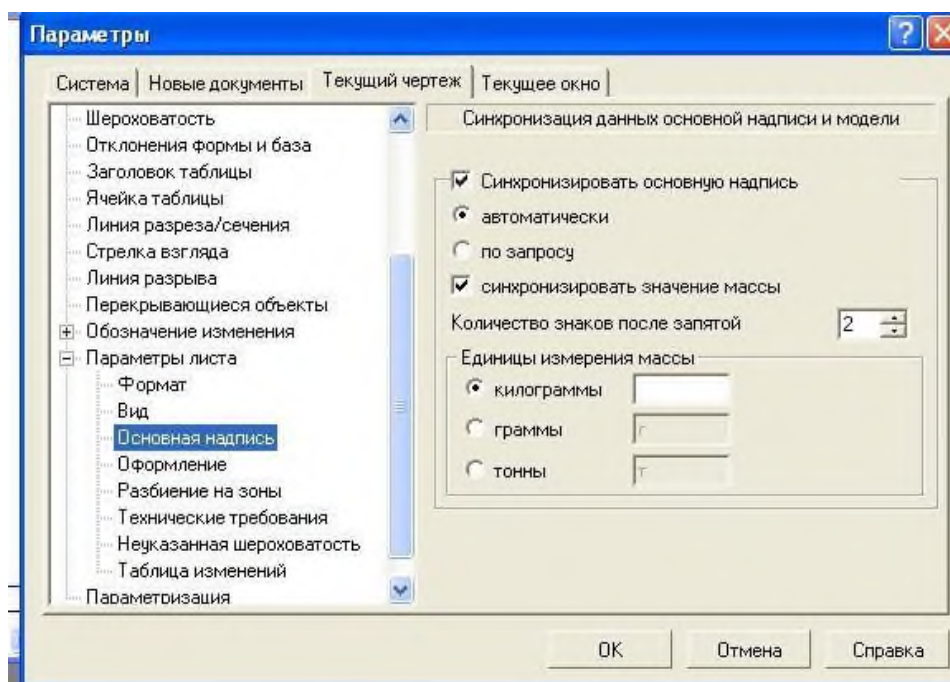 Параметры
Система
Новые документы
Текущий чертеж
Текущее окно
Шероховатость
Отклонения формы и база
Заголовок таблицы
Ячейка таблицы
Линия разреза/сечения
Стрелка взгляда
Линия разрыва
Перекрывающиеся объекты
Обозначение изменения
Параметры листа
Формат
Вид
Основная надпись
Оформление
Разбиение на зоны
Технические требования
Неуказанная шероховатость
Таблица изменений
Параметризация
Синхронизация данных основной надписи и модели
Синхронизировать основную надпись
автоматически
по запросу
синхронизировать значение массы
Количество знаков после запятой 2
Единицы измерения массы
килограммы
граммы г
тонны т
ОК
Отмена
Справка